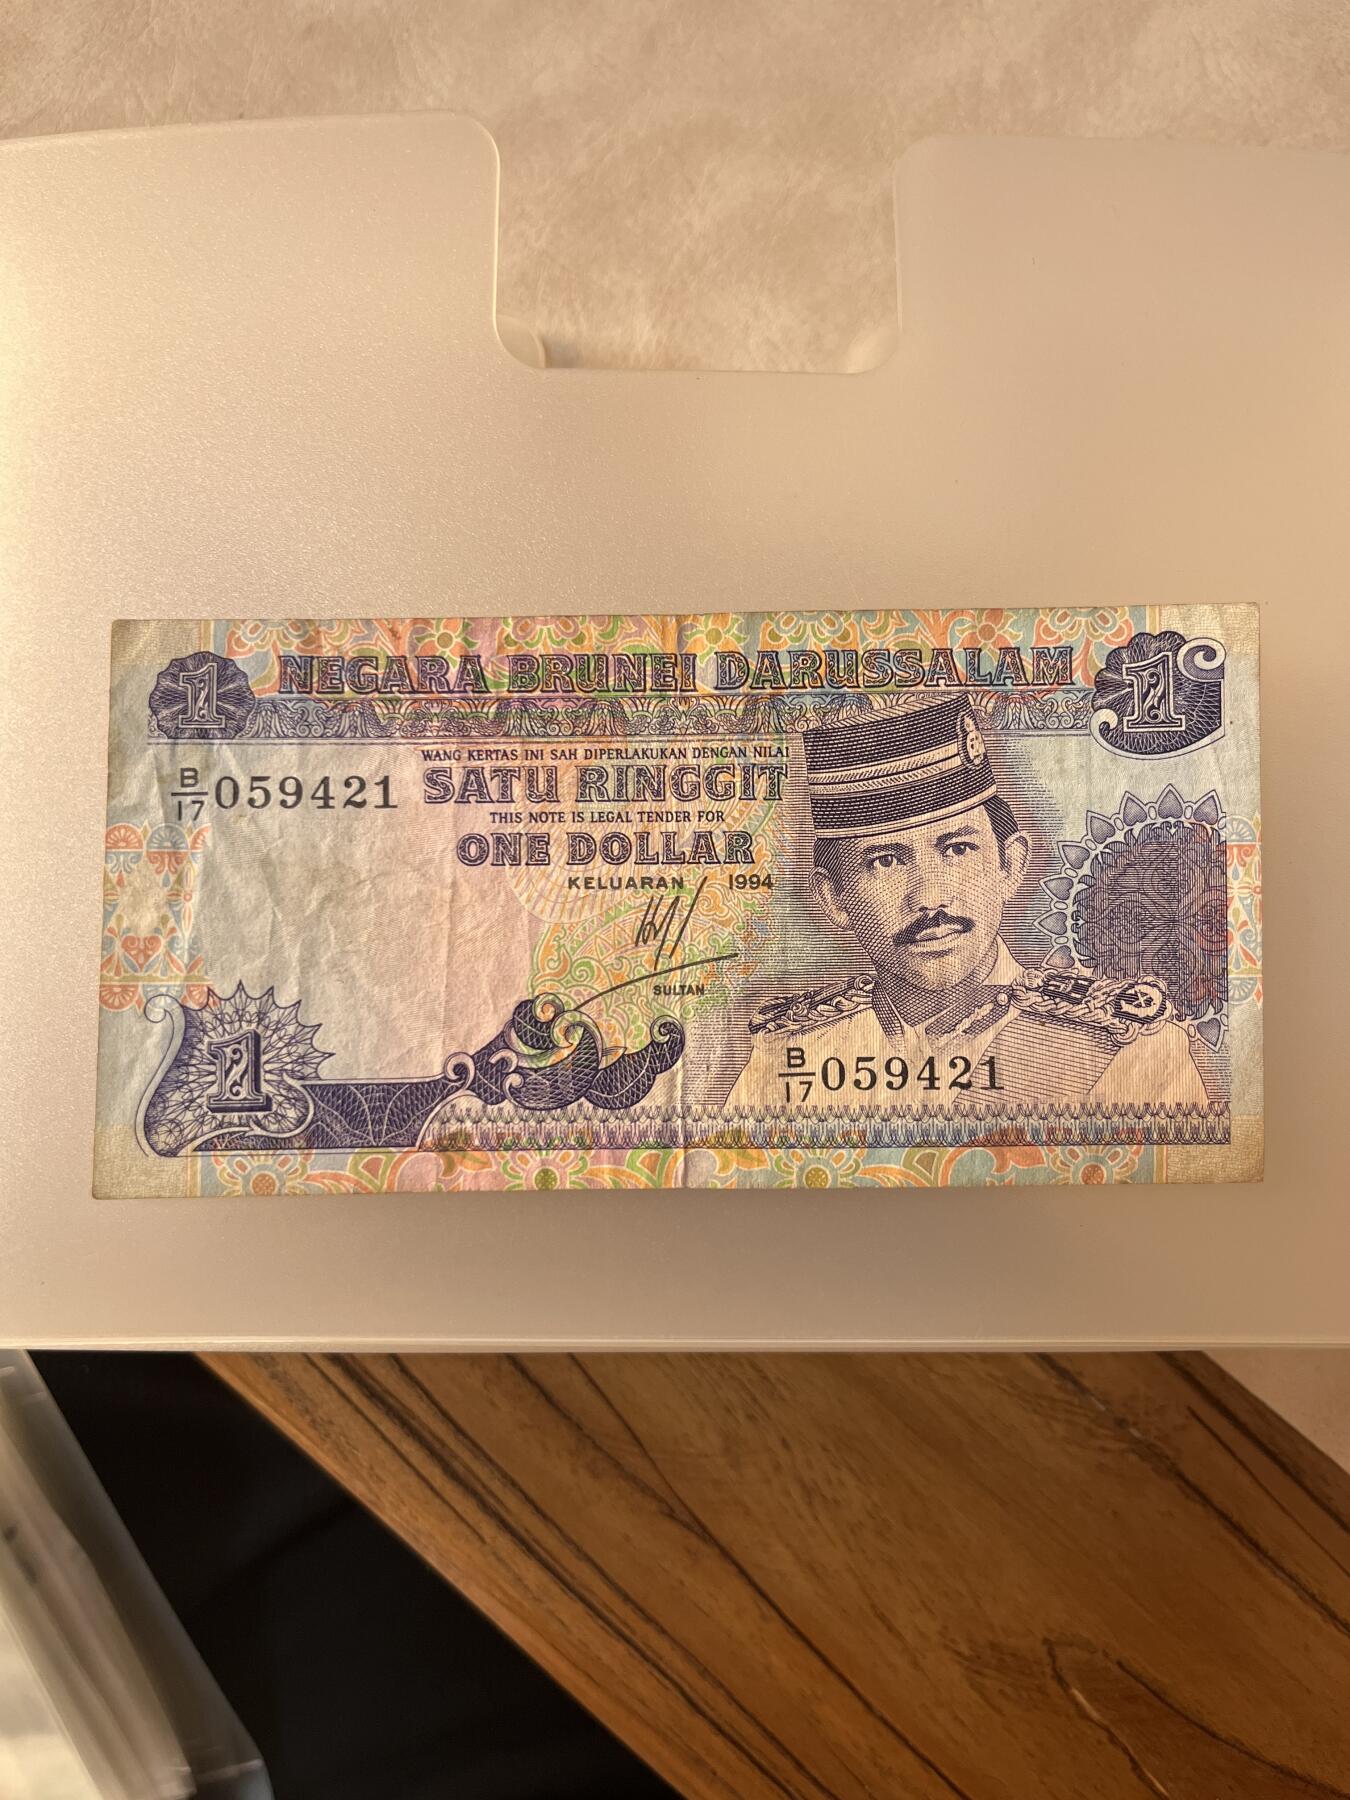 1 NEGARA BRUNEI DARUSSALAM 1
WANG KERTAS INI SAH DIPERLAKUKAN DENGAN NILAI
B/17 059421
SATU RINGGIT
THIS NOTE IS LEGAL TENDER FOR
ONE DOLLAR
KELUARAN 1994
SULTAN
1
B/17 059421